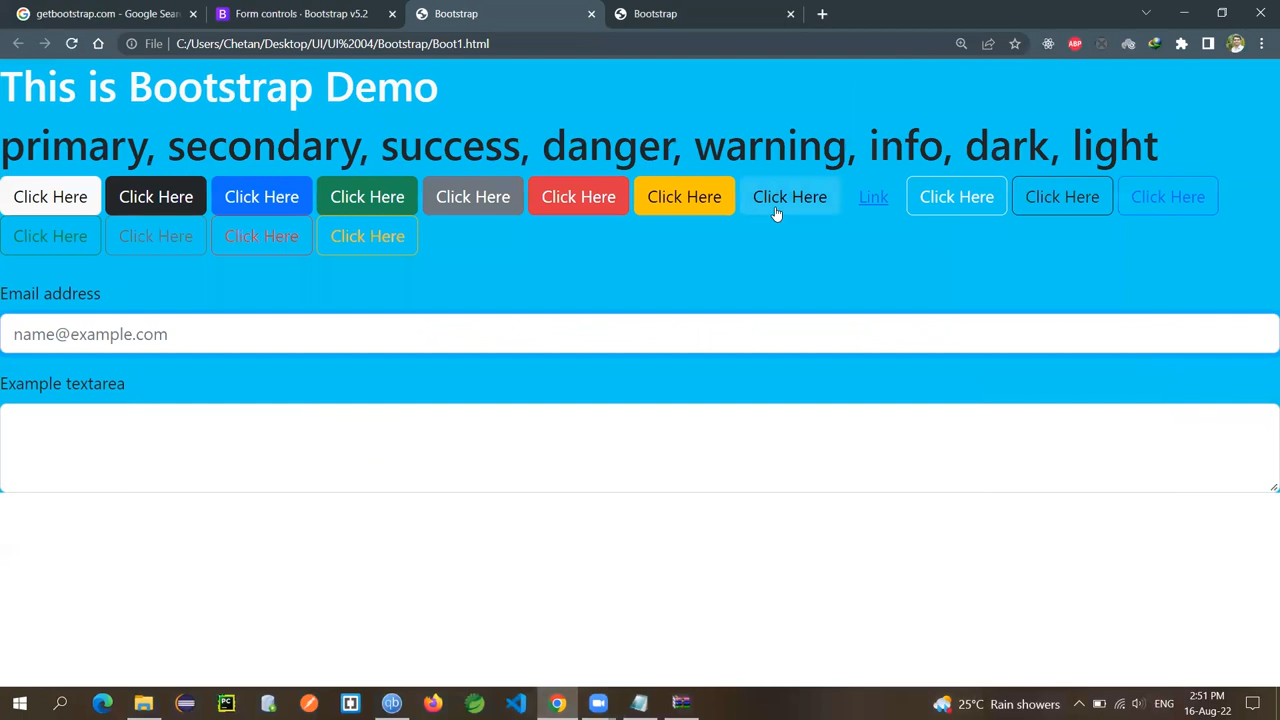 getbootstrap.com - Google Sear
Form controls · Bootstrap v5.2
Bootstrap
Bootstrap
File
C:/Users/Chetan/Desktop/UI/UI%2004/Bootstrap/Boot1.html
ABP
This is Bootstrap Demo
primary, secondary, success, danger, warning, info, dark, light
Click Here Click Here Click Here Click Here Click Here Click Here Click Here Click Here Link Click Here Click Here Click Here
Click Here Click Here Click Here Click Here
Email address
name@example.com
Example textarea
PC
qb
25°C Rain showers
ENG
2:51 PM
16-Aug-22